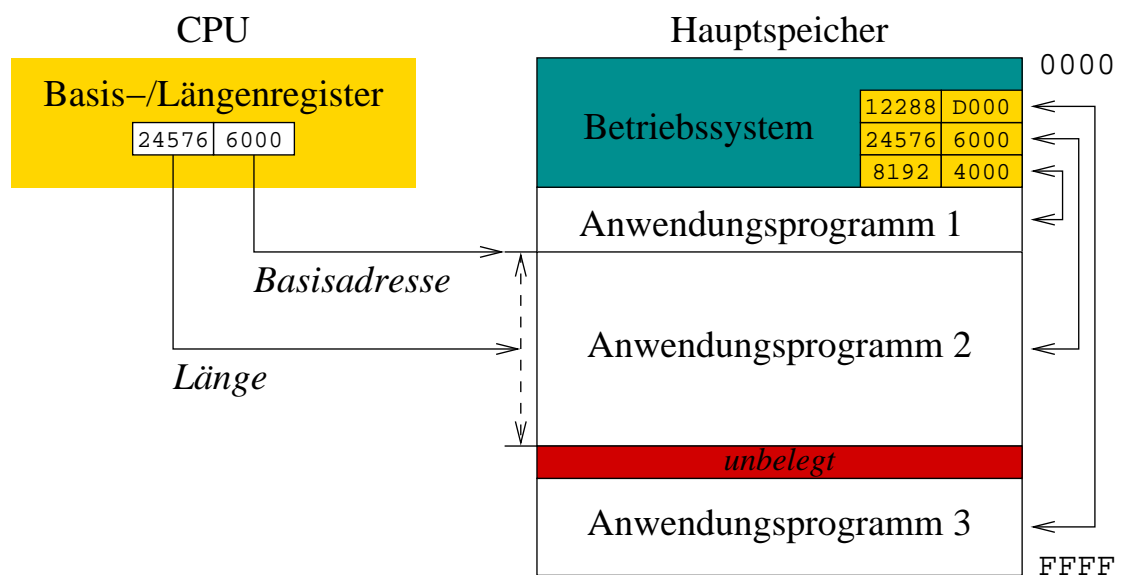 CPU
Hauptspeicher
0000
Basis−/Längenregister
24576 6000
Betriebssystem
12288 D000
24576 6000
8192 4000
Anwendungsprogramm 1
Basisadresse
Anwendungsprogramm 2
Länge
unbelegt
Anwendungsprogramm 3
FFFF